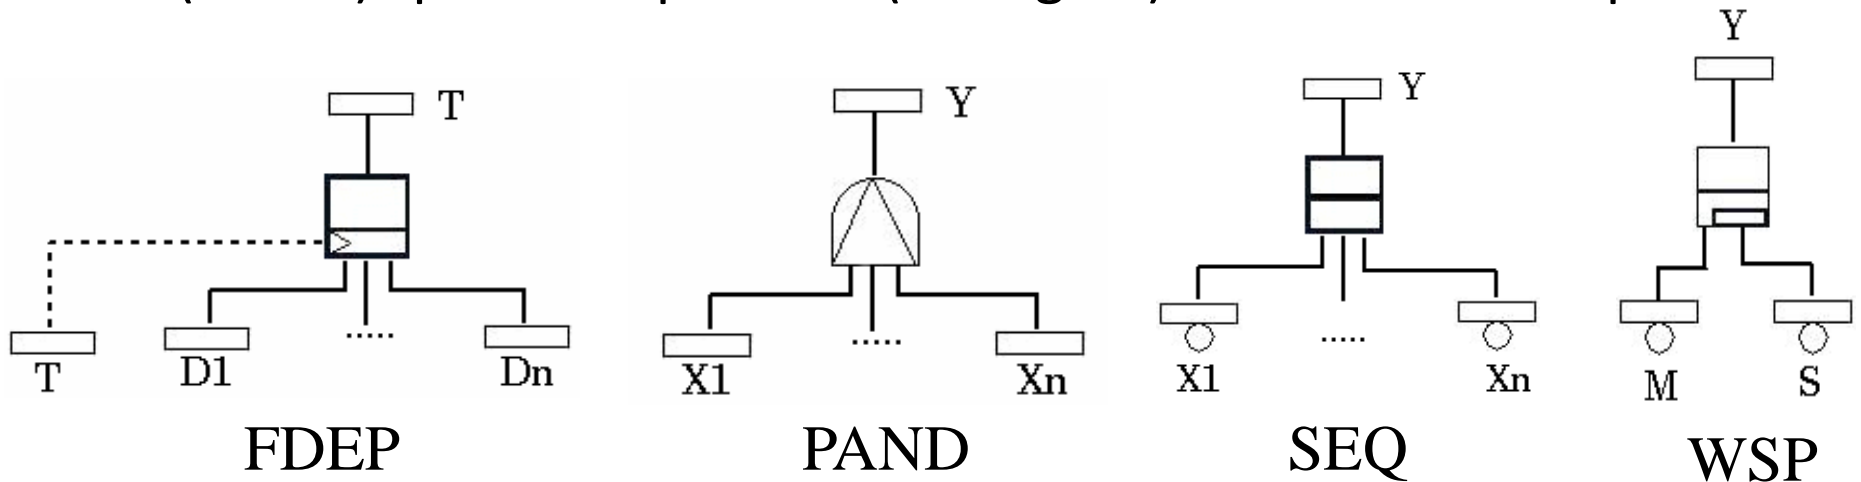 T
T
D1
.....
Dn
FDEP
Y
X1
.....
Xn
PAND
Y
X1
.....
Xn
SEQ
Y
M
S
WSP